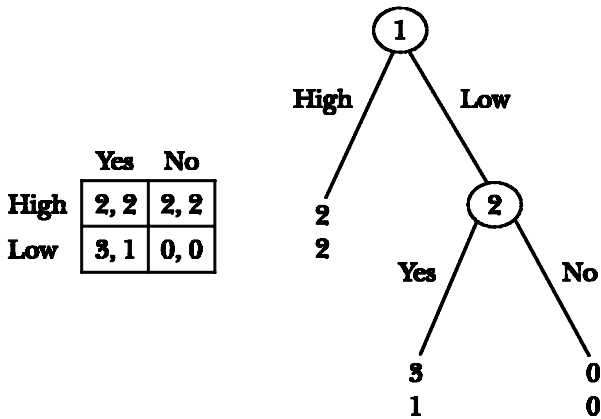 Yes No
High 2, 2 2, 2
Low 3, 1 0, 0
1
High Low
2
2
2
Yes No
3 0
1 0